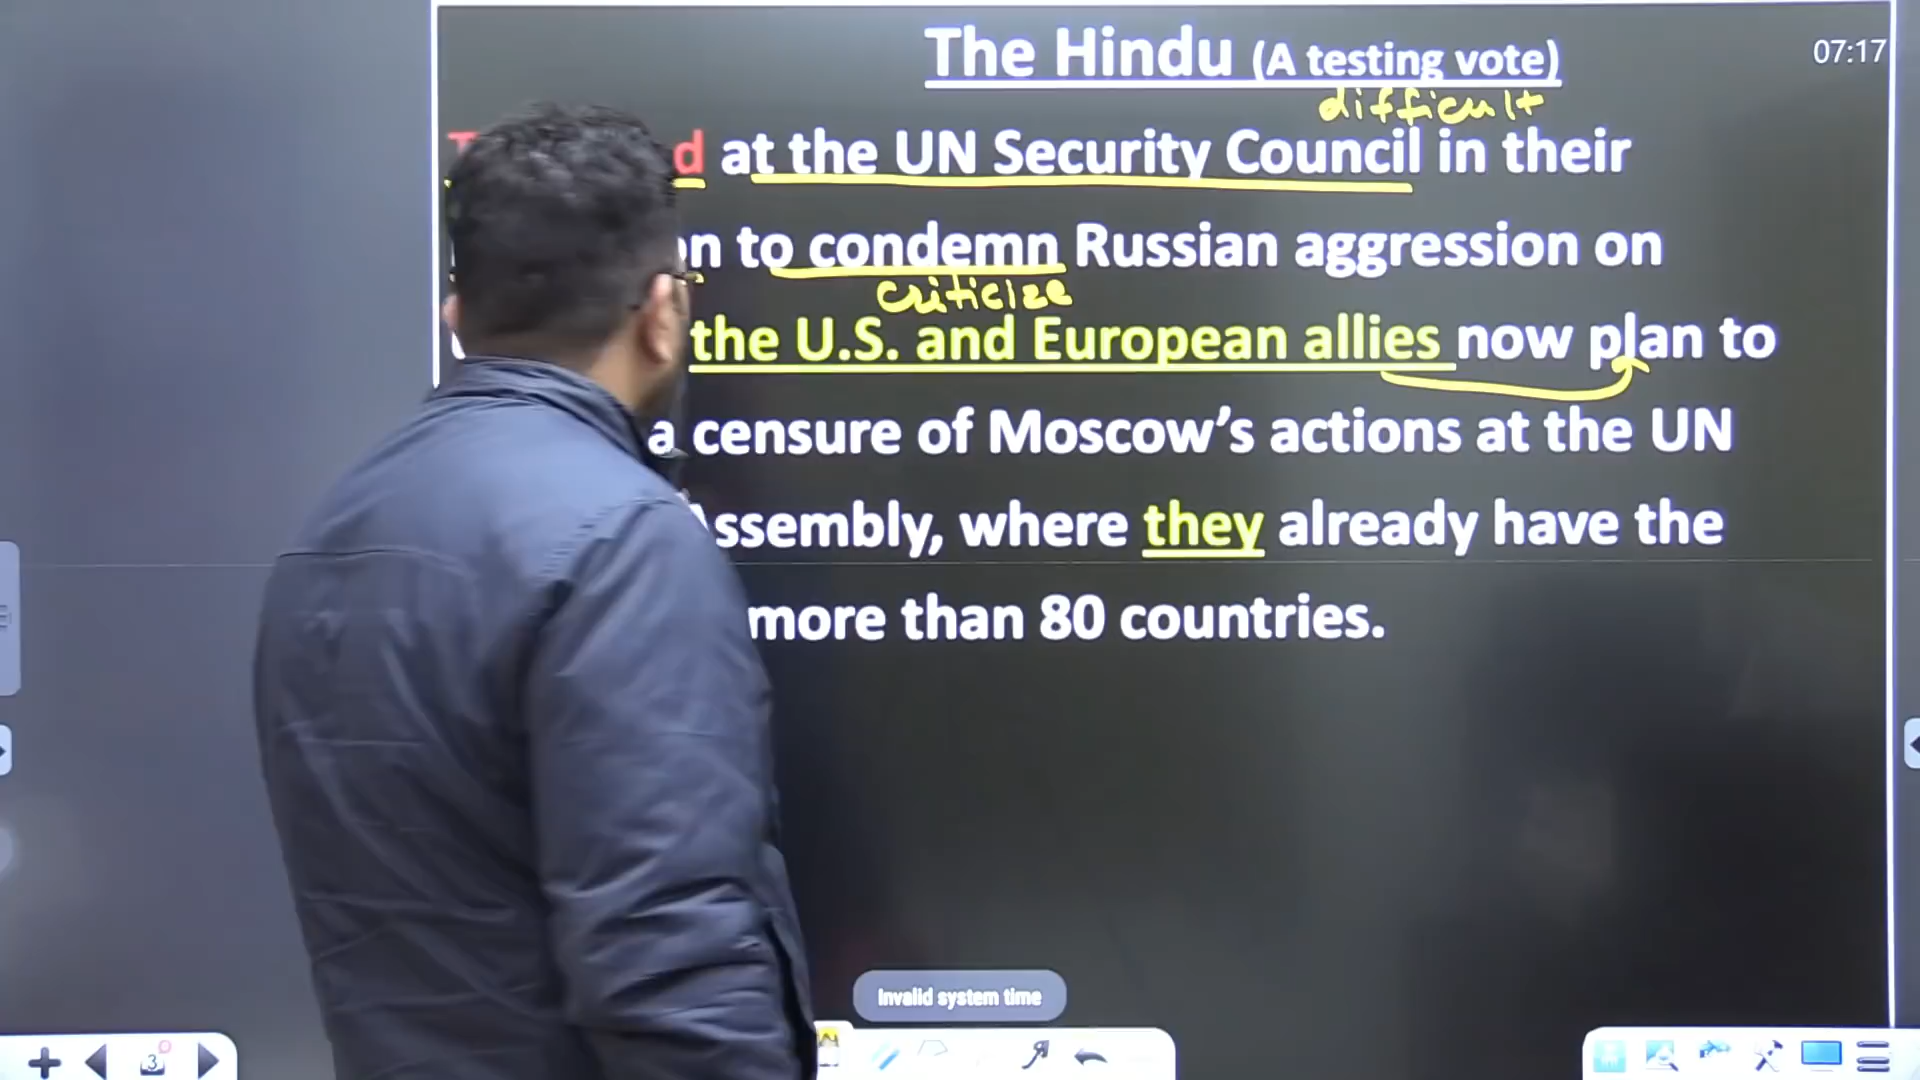 The Hindu (A testing vote)
07:17
difficult
at the UN Security Council in their
to condemn Russian aggression on
criticize
the U.S. and European allies now plan to
a censure of Moscow's actions at the UN
Assembly, where they already have the
more than 80 countries.
Invalid system time
3